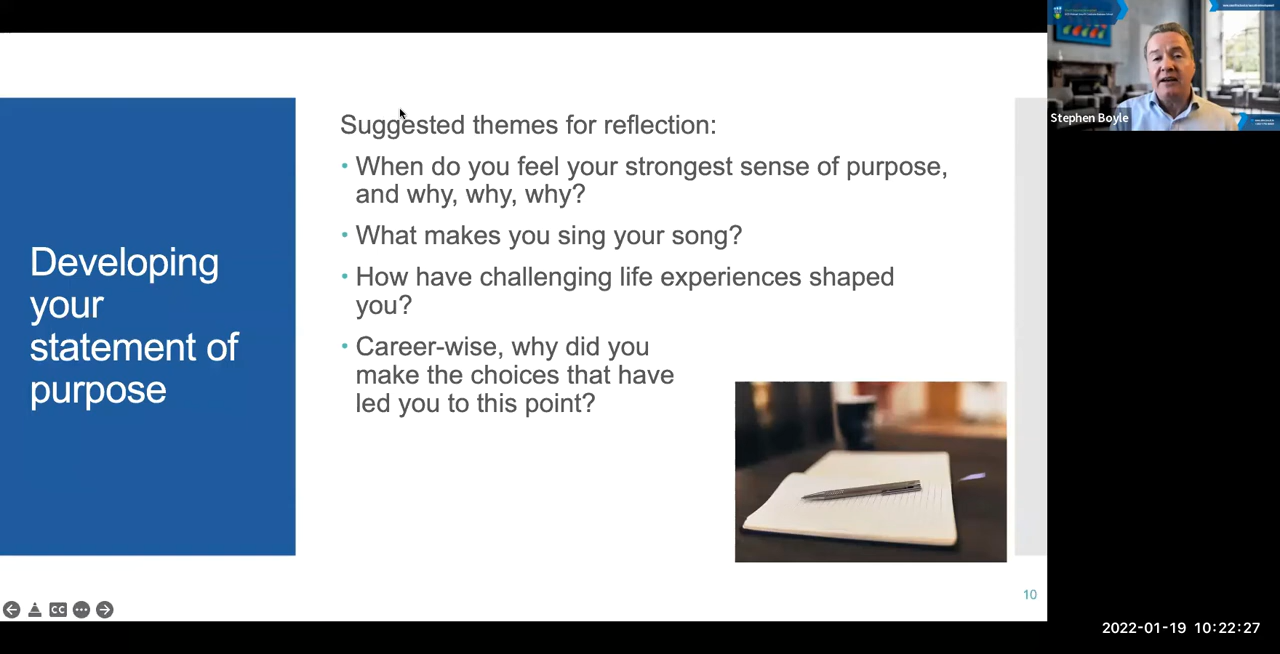 Developing
your
statement of
purpose
Suggested themes for reflection:
• When do you feel your strongest sense of purpose,
and why, why, why?
• What makes you sing your song?
• How have challenging life experiences shaped
you?
• Career-wise, why did you
make the choices that have
led you to this point?
10
CC
Stephen Boyle
2022-01-19 10:22:27